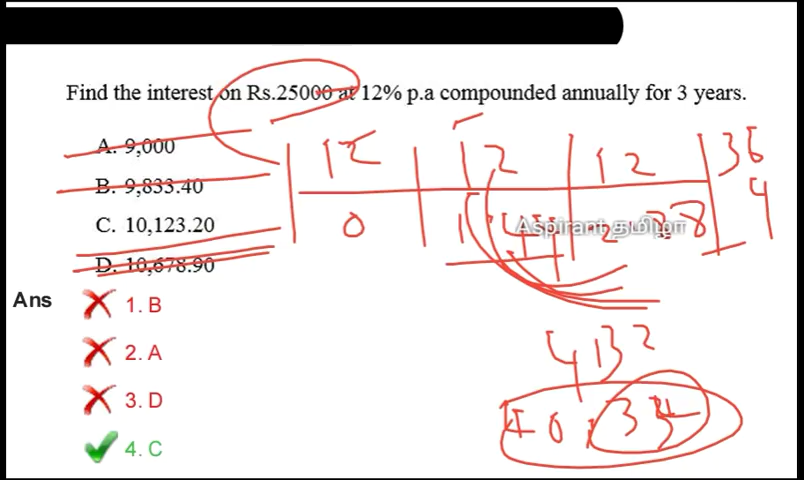 Find the interest on Rs.25000 at 12% p.a compounded annually for 3 years.
A. 9,000
B. 9,833.40
C. 10,123.20
D. 10,678.90
12 12 12 36
0 4
Aspirant தமிழா
4132
Ans
1. B
2. A
3. D
4. C